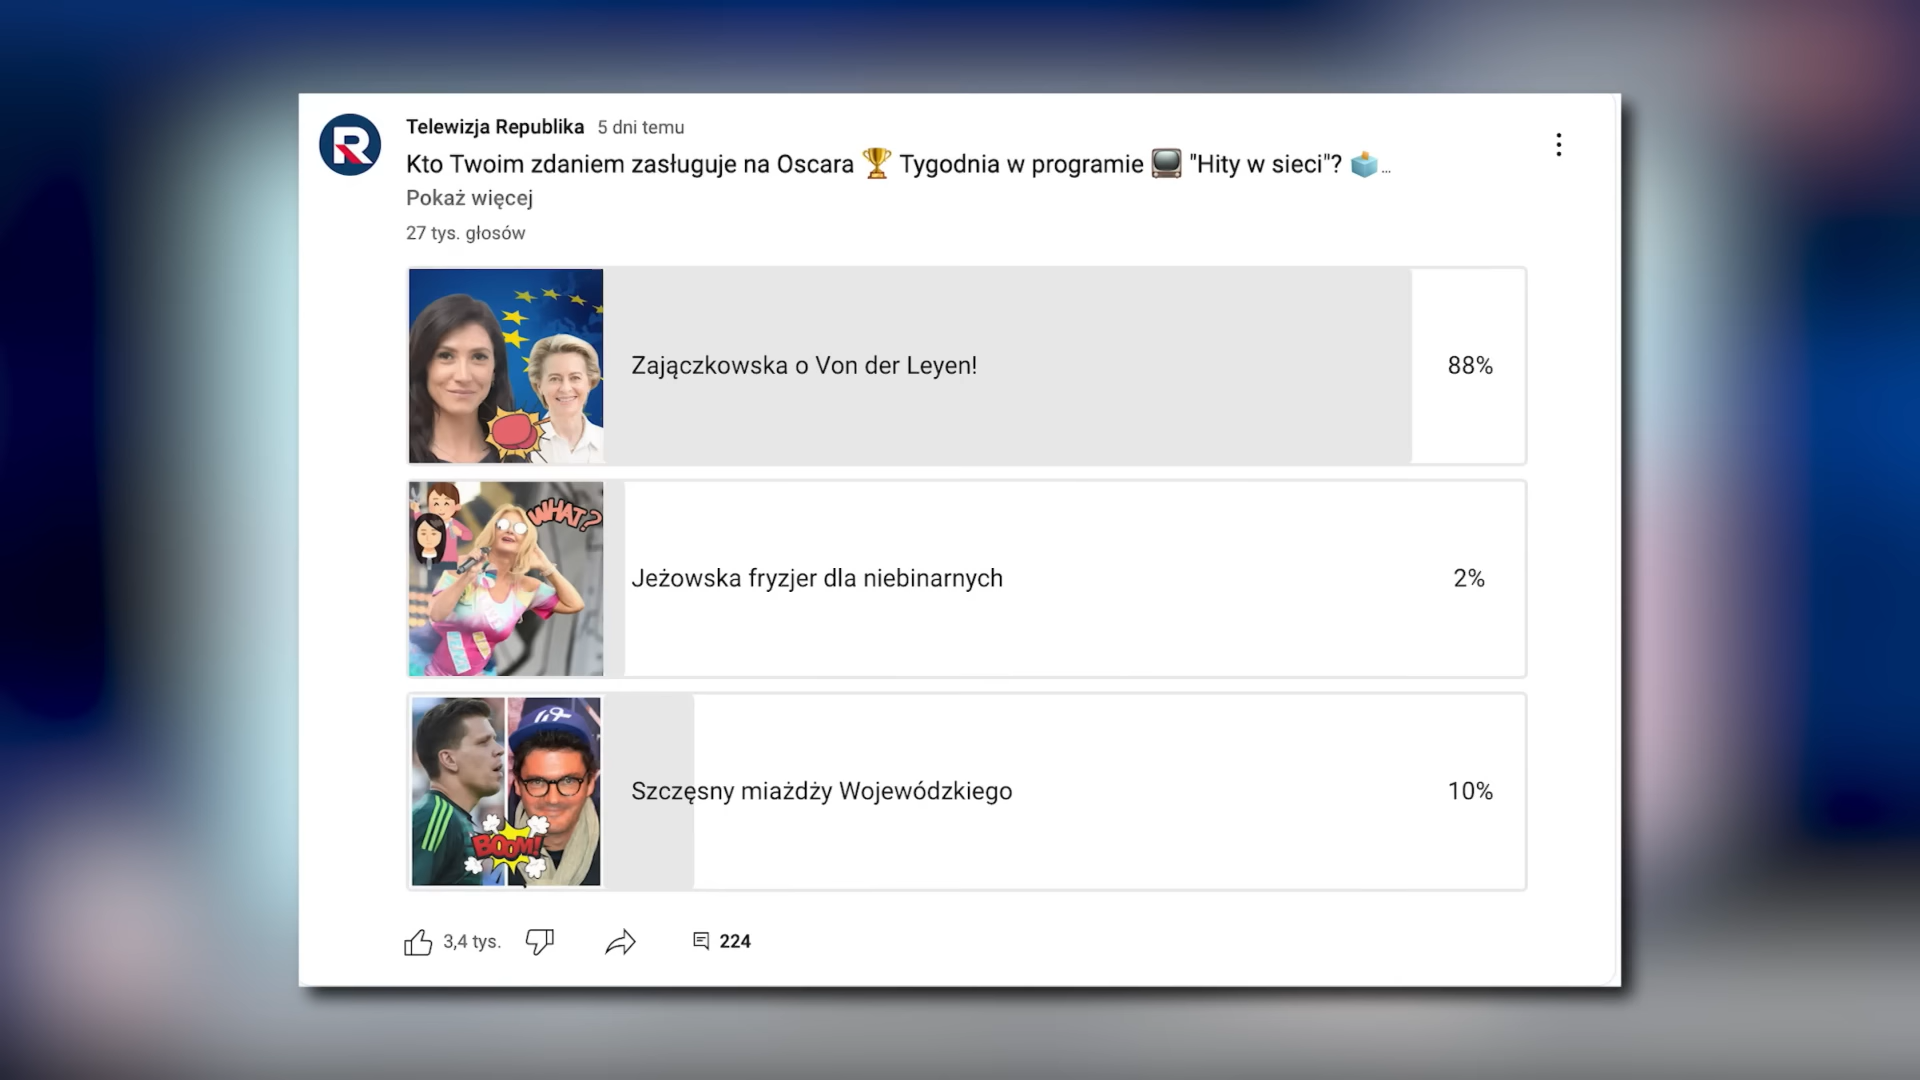 R
Telewizja Republika 5 dni temu
Kto Twoim zdaniem zasługuje na Oscara 🏆 Tygodnia w programie 📺 "Hity w sieci"? 🗳️...
Pokaż więcej
27 tys. głosów
Zajączkowska o Von der Leyen!
88%
WHAT?
Jeżowska fryzjer dla niebinarnych
2%
BOOM!
Szczęsny miażdży Wojewódzkiego
10%
3,4 tys.
224